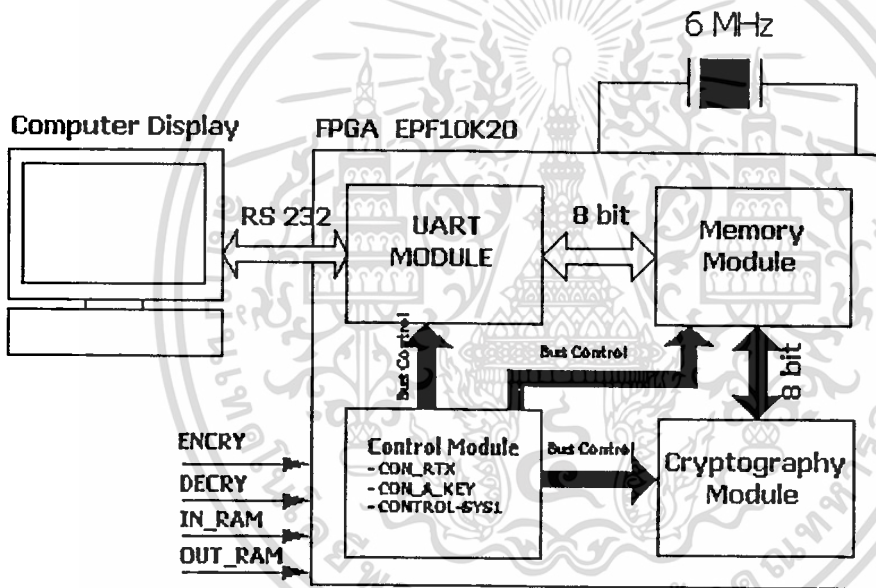 6 MHz
Computer Display
FPGA EPF10K20
RS 232
UART
MODULE
8 bit
Memory
Module
Bus Control
Bus Control
8 bit
Control Module
- CON_RTX
- CON_A_KEY
- CONTROL-SYS1
Bus Control
Cryptography
Module
ENCRY
DECRY
IN_RAM
OUT_RAM